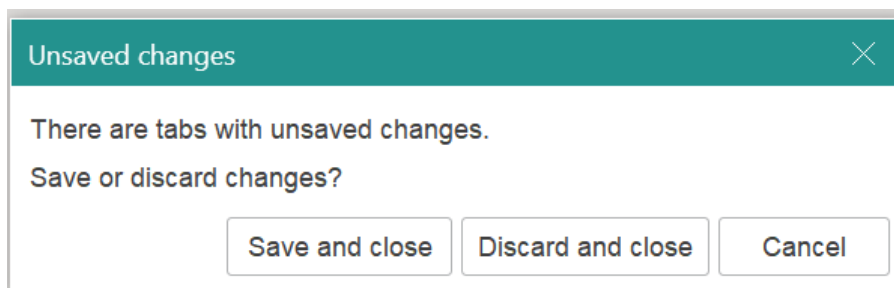 Unsaved changes
There are tabs with unsaved changes.
Save or discard changes?
Save and close Discard and close Cancel